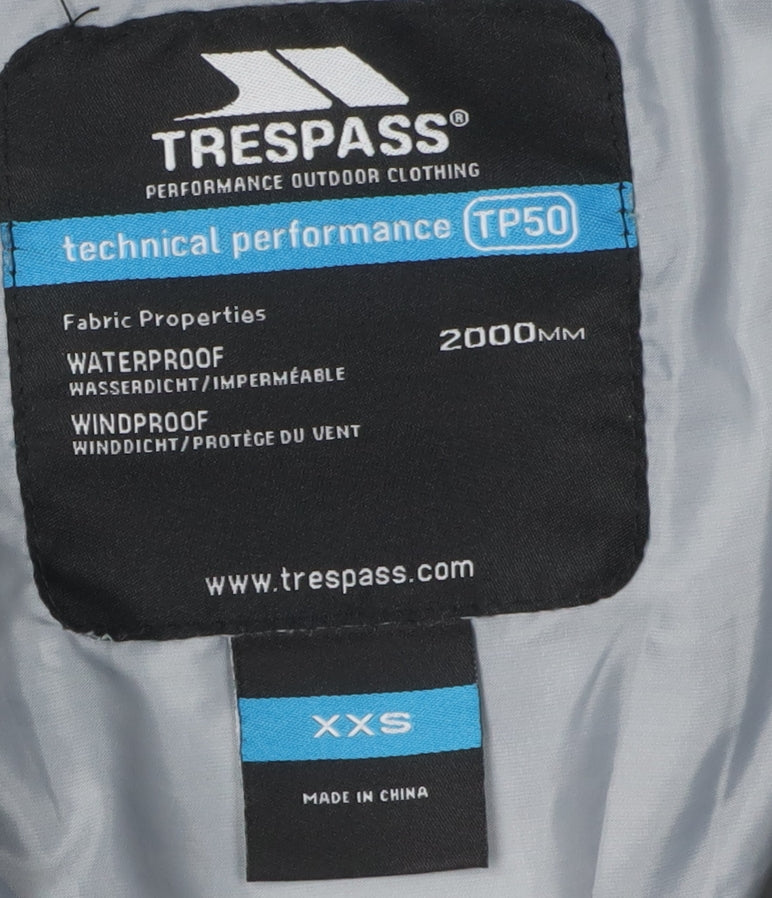 TRESPASS®
PERFORMANCE OUTDOOR CLOTHING
technical performance TP50
Fabric Properties
WATERPROOF 2000MM
WASSERDICHT/IMPERMÉABLE
WINDPROOF
WINDDICHT/PROTÈGE DU VENT
www.trespass.com
XXS
MADE IN CHINA